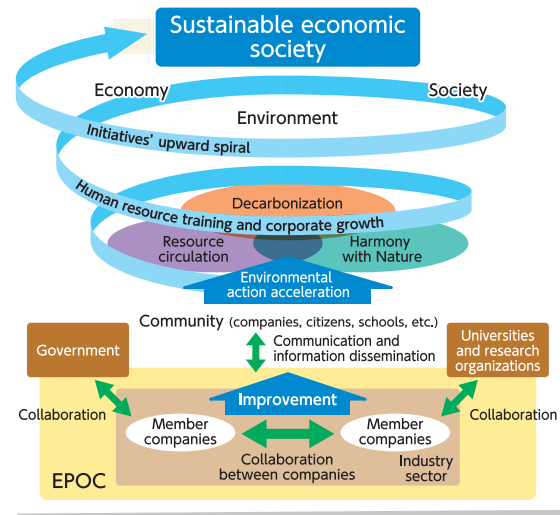 Sustainable economic
society
Economy
Society
Environment
Initiatives' upward spiral
Human resource training and corporate growth
Decarbonization
Resource
circulation
Harmony
with Nature
Environmental
action acceleration
Community (companies, citizens, schools, etc.)
Communication and
information dissemination
Government
Universities
and research
organizations
Improvement
Collaboration
Collaboration
Member
companies
Member
companies
Collaboration
between companies
Industry
sector
EPOC